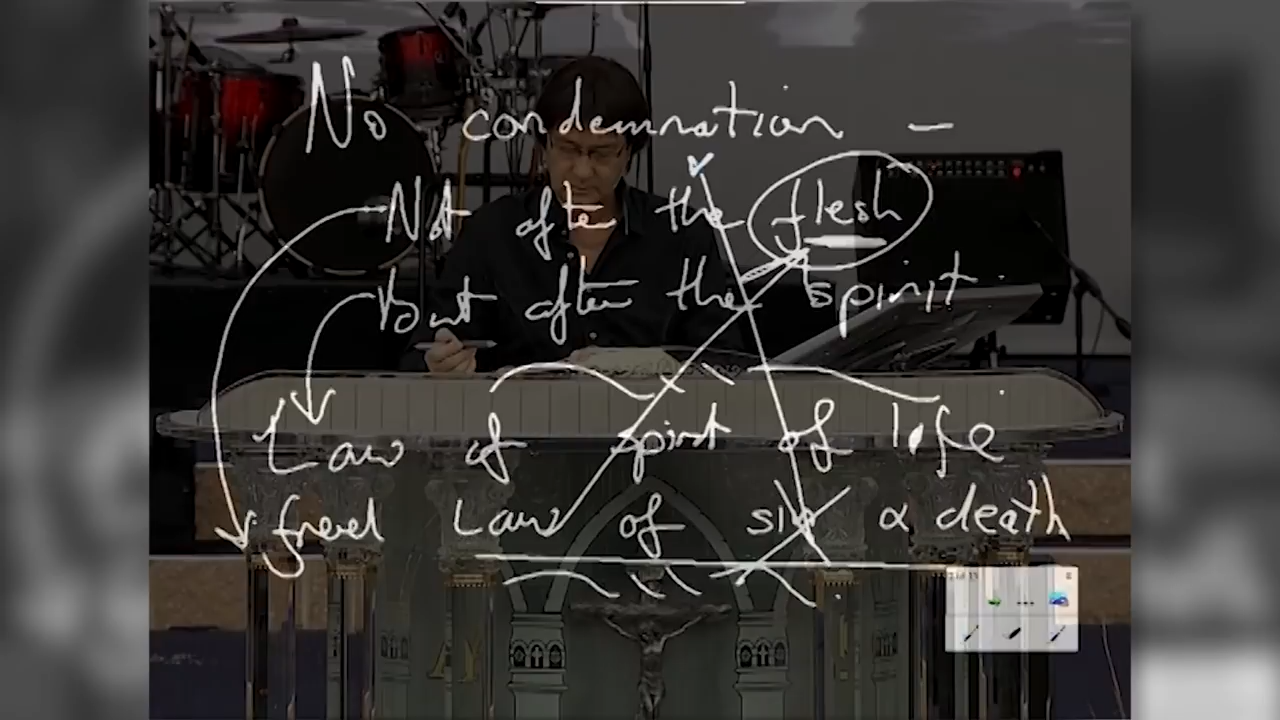 No condemnation -
Not after the flesh
but after the spirit
Law of spirit of life
freed Law of sin & death